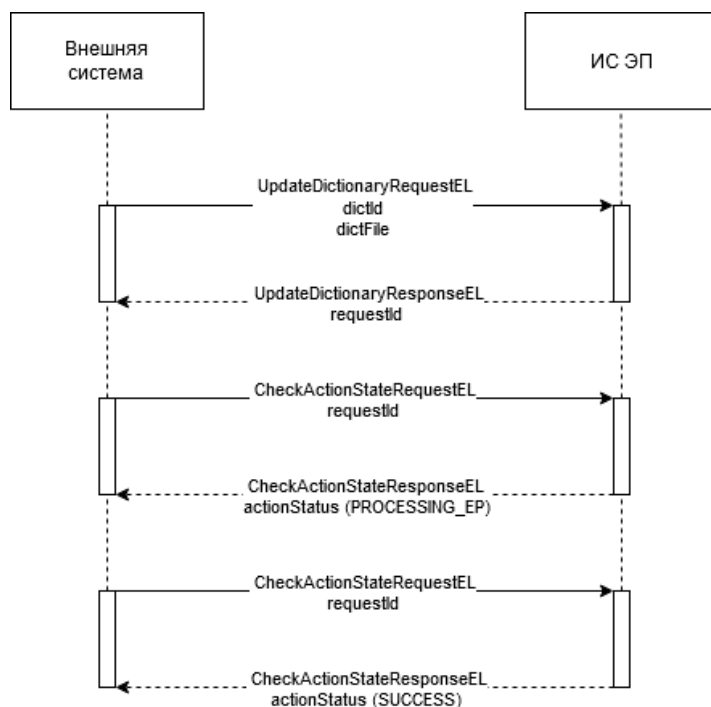 Внешняя
система
ИС ЭП
UpdateDictionaryRequestEL
dictId
dictFile
UpdateDictionaryResponseEL
requestId
CheckActionStateRequestEL
requestId
CheckActionStateResponseEL
actionStatus (PROCESSING_EP)
CheckActionStateRequestEL
requestId
CheckActionStateResponseEL
actionStatus (SUCCESS)